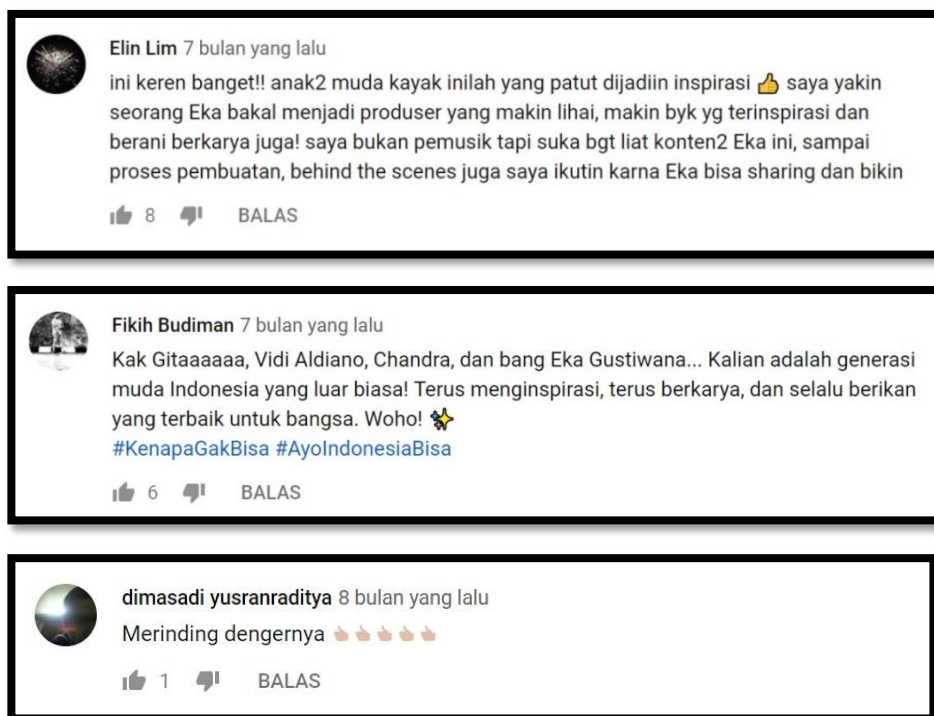 Elin Lim 7 bulan yang lalu
ini keren banget!! anak2 muda kayak inilah yang patut dijadiin inspirasi 👍 saya yakin
seorang Eka bakal menjadi produser yang makin lihai, makin byk yg terinspirasi dan
berani berkarya juga! saya bukan pemusik tapi suka bgt liat konten2 Eka ini, sampai
proses pembuatan, behind the scenes juga saya ikutin karna Eka bisa sharing dan bikin
8 BALAS
Fikih Budiman 7 bulan yang lalu
Kak Gitaaaaaa, Vidi Aldiano, Chandra, dan bang Eka Gustiwana... Kalian adalah generasi
muda Indonesia yang luar biasa! Terus menginspirasi, terus berkarya, dan selalu berikan
yang terbaik untuk bangsa. Woho! ✨
#KenapaGakBisa #AyoIndonesiaBisa
6 BALAS
dimasadi yusranraditya 8 bulan yang lalu
Merinding dengernya 👍🏼👍🏼👍🏼👍🏼👍🏼
1 BALAS